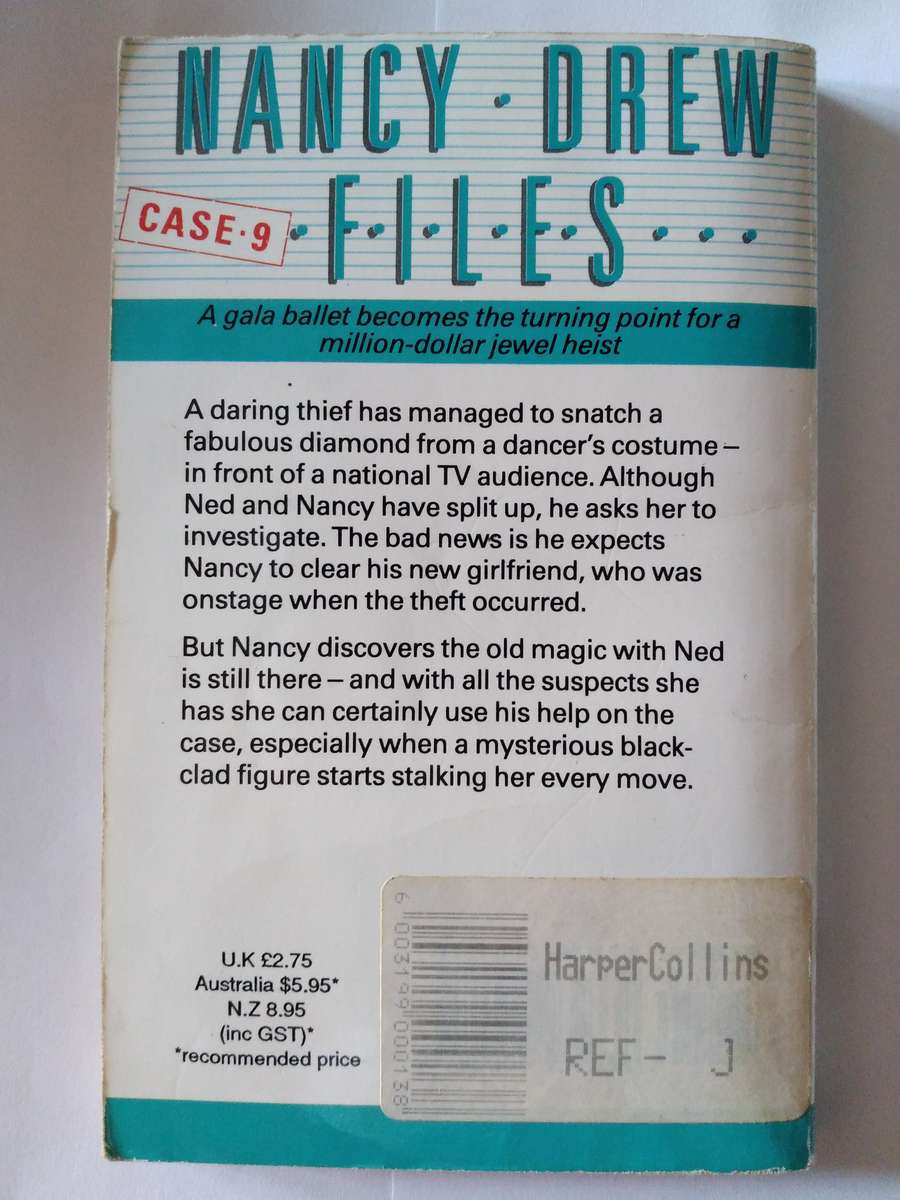 NANCY · DREW
CASE·9
·F·I·L·E·S· · ·
A gala ballet becomes the turning point for a
million-dollar jewel heist
A daring thief has managed to snatch a
fabulous diamond from a dancer's costume –
in front of a national TV audience. Although
Ned and Nancy have split up, he asks her to
investigate. The bad news is he expects
Nancy to clear his new girlfriend, who was
onstage when the theft occurred.
But Nancy discovers the old magic with Ned
is still there – and with all the suspects she
has she can certainly use his help on the
case, especially when a mysterious black-
clad figure starts stalking her every move.
U.K £2.75
Australia $5.95*
N.Z 8.95
(inc GST)*
*recommended price
6 003199 000138
HarperCollins
REF- J